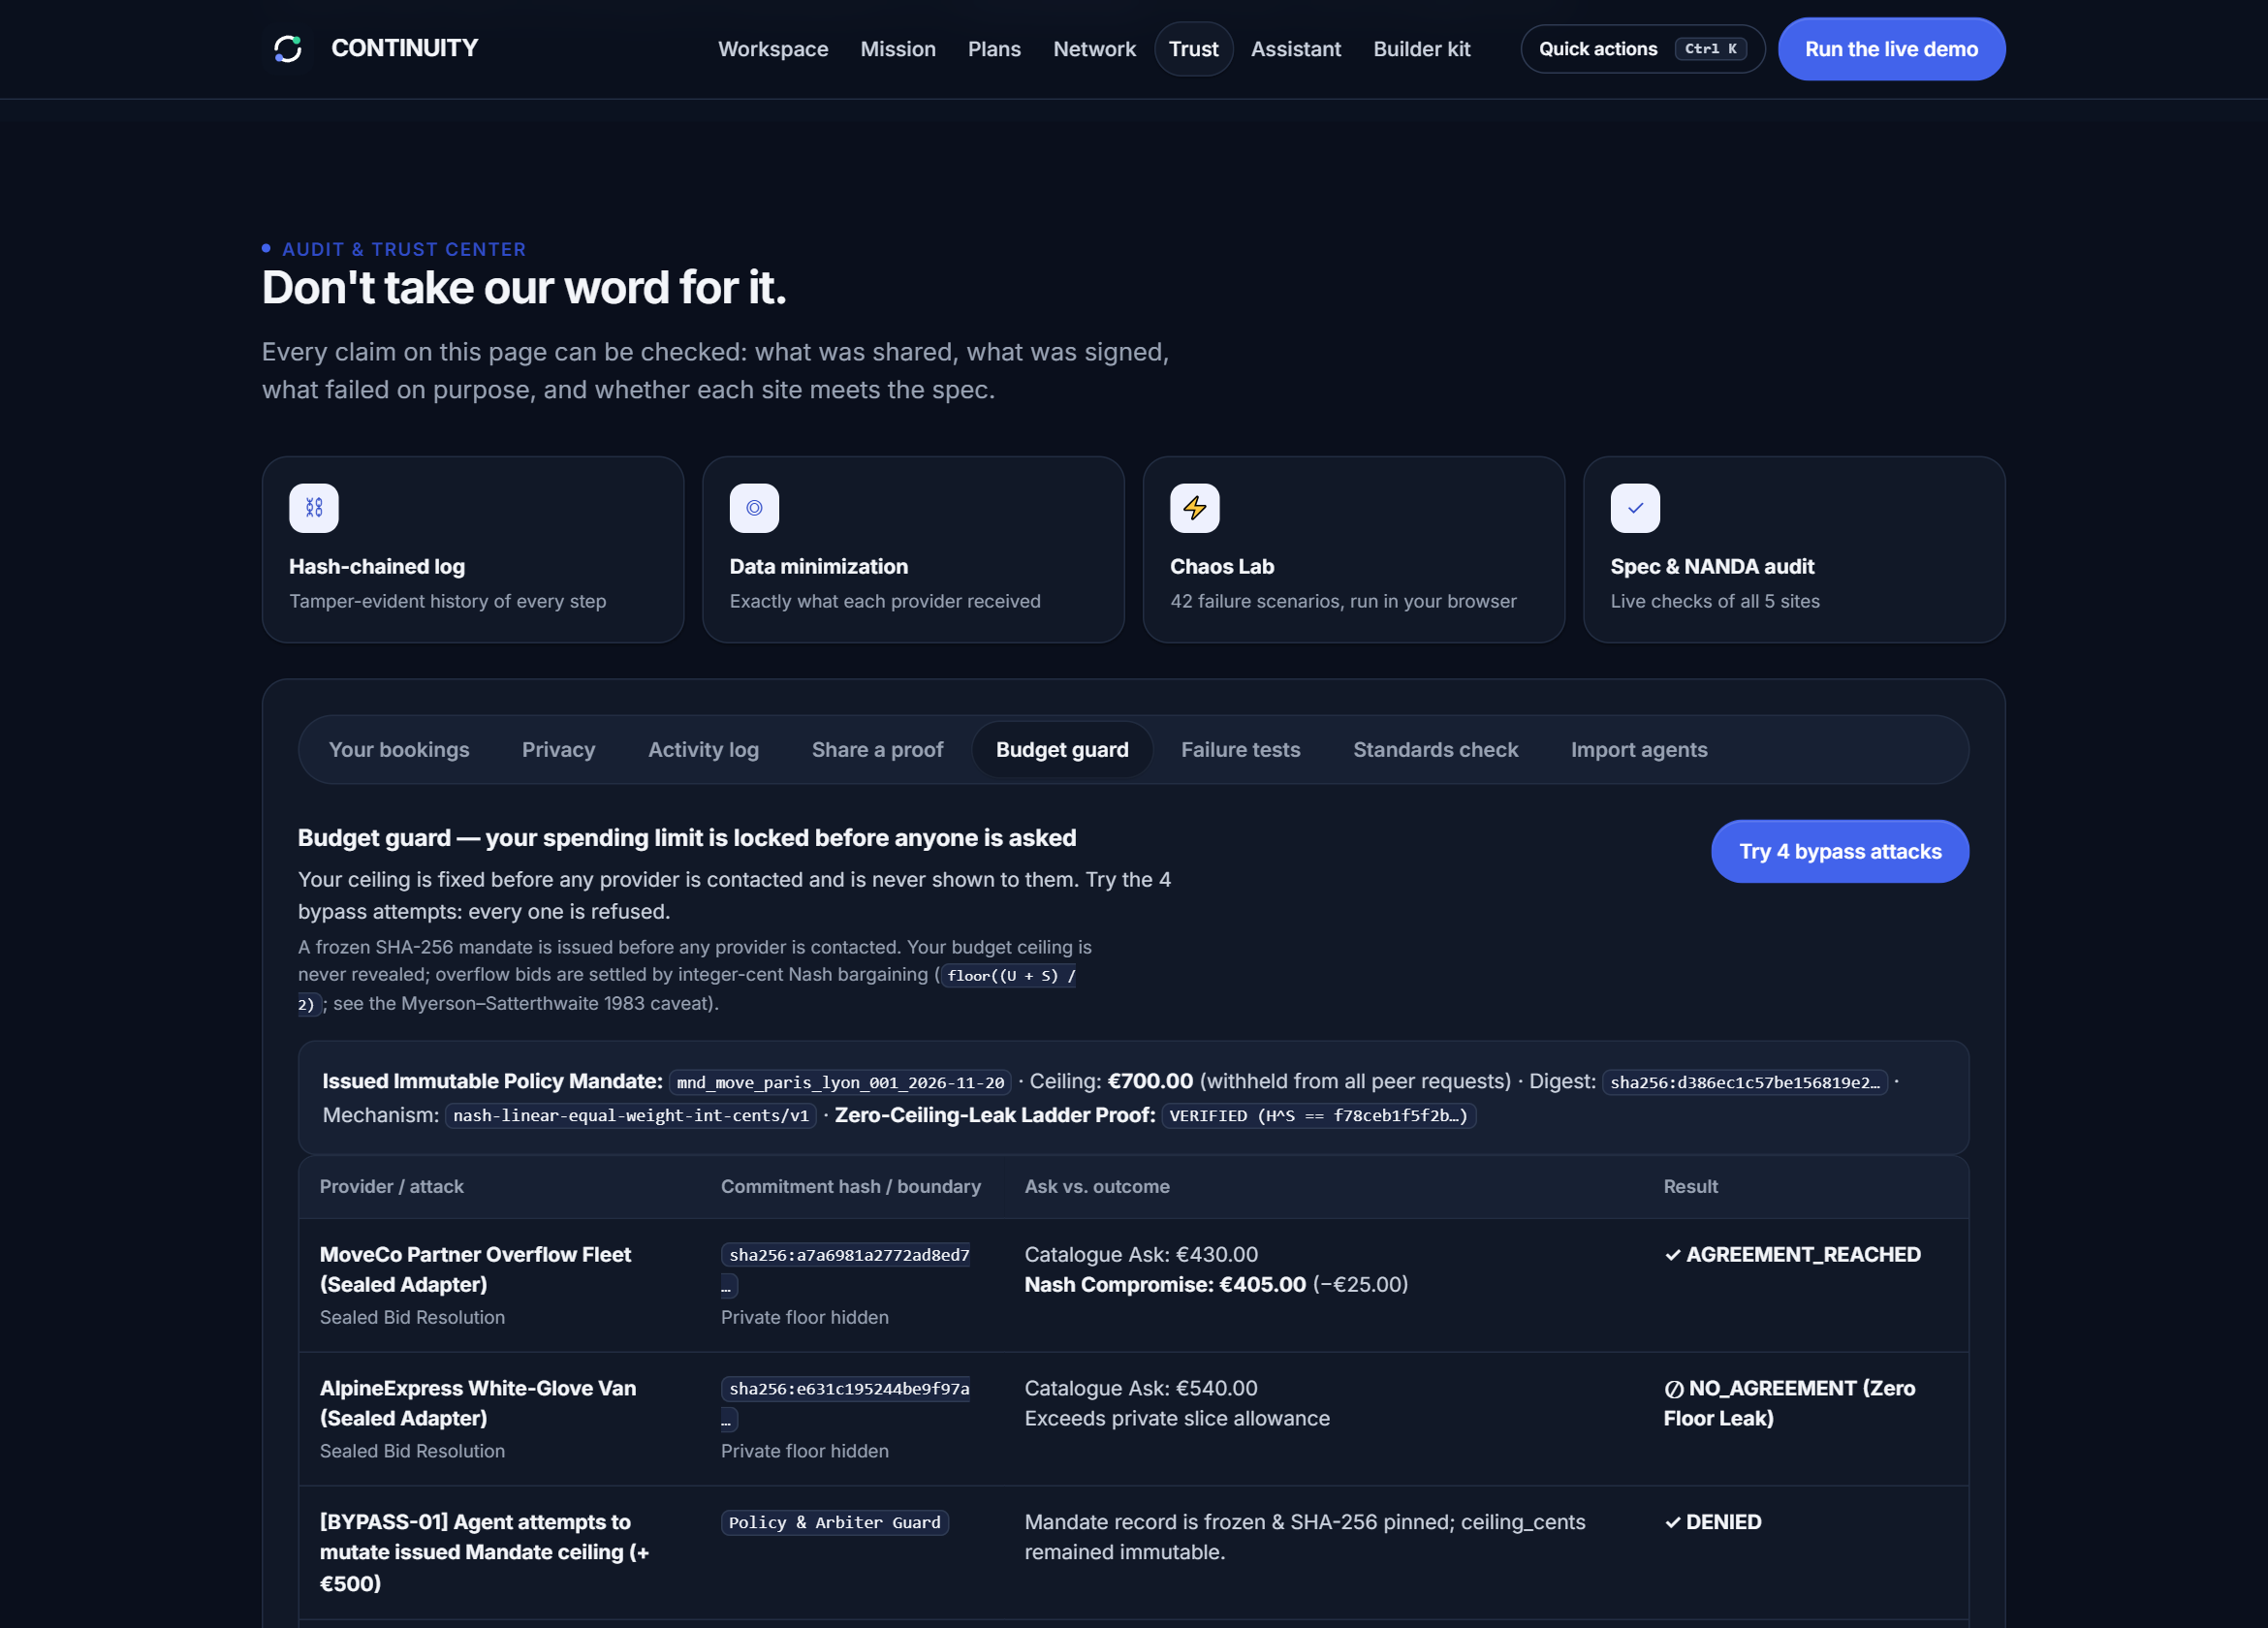 CONTINUITY
Workspace
Mission
Plans
Network
Trust
Assistant
Builder kit
Quick actions
Ctrl K
Run the live demo
AUDIT & TRUST CENTER
Don't take our word for it.
Every claim on this page can be checked: what was shared, what was signed,
what failed on purpose, and whether each site meets the spec.
Hash-chained log
Tamper-evident history of every step
Data minimization
Exactly what each provider received
Chaos Lab
42 failure scenarios, run in your browser
Spec & NANDA audit
Live checks of all 5 sites
Your bookings
Privacy
Activity log
Share a proof
Budget guard
Failure tests
Standards check
Import agents
Budget guard — your spending limit is locked before anyone is asked
Your ceiling is fixed before any provider is contacted and is never shown to them. Try the 4
bypass attempts: every one is refused.
A frozen SHA-256 mandate is issued before any provider is contacted. Your budget ceiling is
never revealed; overflow bids are settled by integer-cent Nash bargaining (floor((U + S) /
2); see the Myerson–Satterthwaite 1983 caveat).
Try 4 bypass attacks
Issued Immutable Policy Mandate: mnd_move_paris_lyon_001_2026-11-20 · Ceiling: €700.00 (withheld from all peer requests) · Digest: sha256:d386ec1c57be156819e2… ·
Mechanism: nash-linear-equal-weight-int-cents/v1 · Zero-Ceiling-Leak Ladder Proof: VERIFIED (H^S == f78ceb1f5f2b…)
Provider / attack
Commitment hash / boundary
Ask vs. outcome
Result
MoveCo Partner Overflow Fleet
(Sealed Adapter)
Sealed Bid Resolution
sha256:a7a6981a2772ad8ed7
…
Private floor hidden
Catalogue Ask: €430.00
Nash Compromise: €405.00 (−€25.00)
✓ AGREEMENT_REACHED
AlpineExpress White-Glove Van
(Sealed Adapter)
Sealed Bid Resolution
sha256:e631c195244be9f97a
…
Private floor hidden
Catalogue Ask: €540.00
Exceeds private slice allowance
∅ NO_AGREEMENT (Zero
Floor Leak)
[BYPASS-01] Agent attempts to
mutate issued Mandate ceiling (+
€500)
Policy & Arbiter Guard
Mandate record is frozen & SHA-256 pinned; ceiling_cents
remained immutable.
✓ DENIED